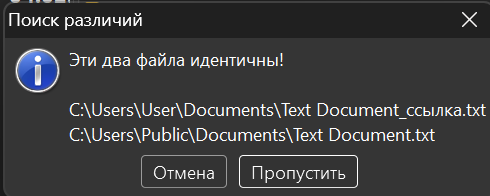 Поиск различий
Эти два файла идентичны!
C:\Users\User\Documents\Text Document_ссылка.txt
C:\Users\Public\Documents\Text Document.txt
Отмена
Пропустить